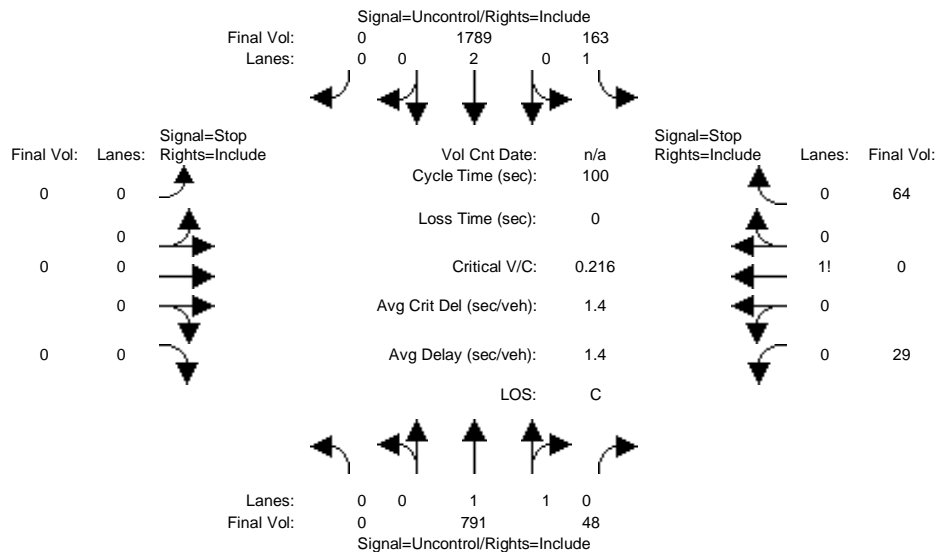 Signal=Uncontrol/Rights=Include
Final Vol: 0 1789 163
Lanes: 0 0 2 0 1
Signal=Stop Signal=Stop
Final Vol: Lanes: Rights=Include Vol Cnt Date: n/a Rights=Include Lanes: Final Vol:
Cycle Time (sec): 100
0 0 0 64
Loss Time (sec): 0
0 0
0 0 Critical V/C: 0.216 1! 0
0 Avg Crit Del (sec/veh): 1.4 0
0 0 Avg Delay (sec/veh): 1.4 0 29
LOS: C
Lanes: 0 0 1 1 0
Final Vol: 0 791 48
Signal=Uncontrol/Rights=Include